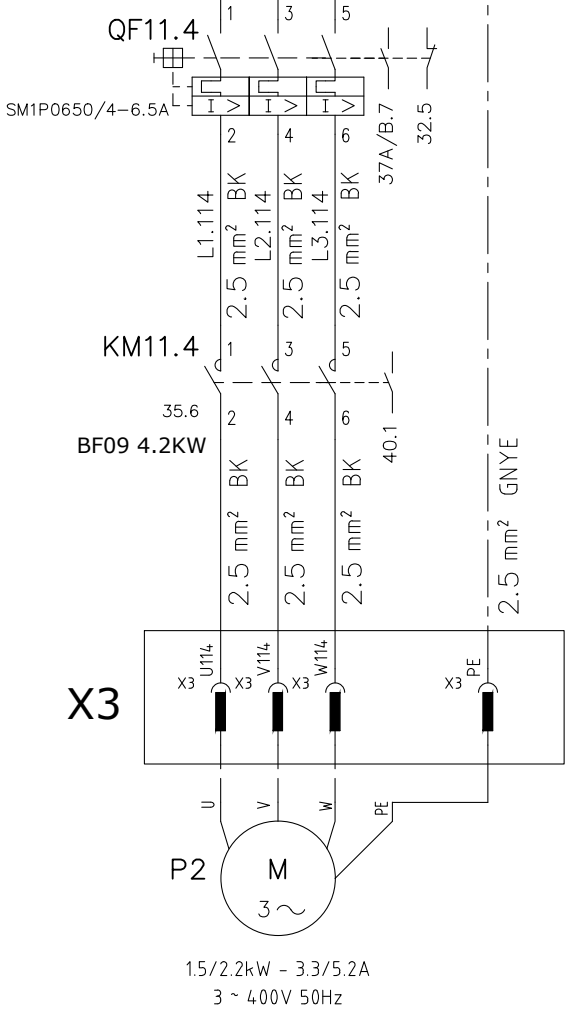 1 3 5
QF11.4
I > I > I >
SM1P0650/4-6.5A
2 4 6
37A/B.7
32.5
L1.114
2.5 mm² BK
L2.114
2.5 mm² BK
L3.114
2.5 mm² BK
KM11.4
1 3 5
35.6
2 4 6
40.1
BF09 4.2KW
2.5 mm² BK
2.5 mm² BK
2.5 mm² BK
2.5 mm² GNYE
X3
X3 U114
X3 V114
X3 W114
X3 PE
U V W PE
P2
M
3 ~
1.5/2.2kW - 3.3/5.2A
3 ~ 400V 50Hz